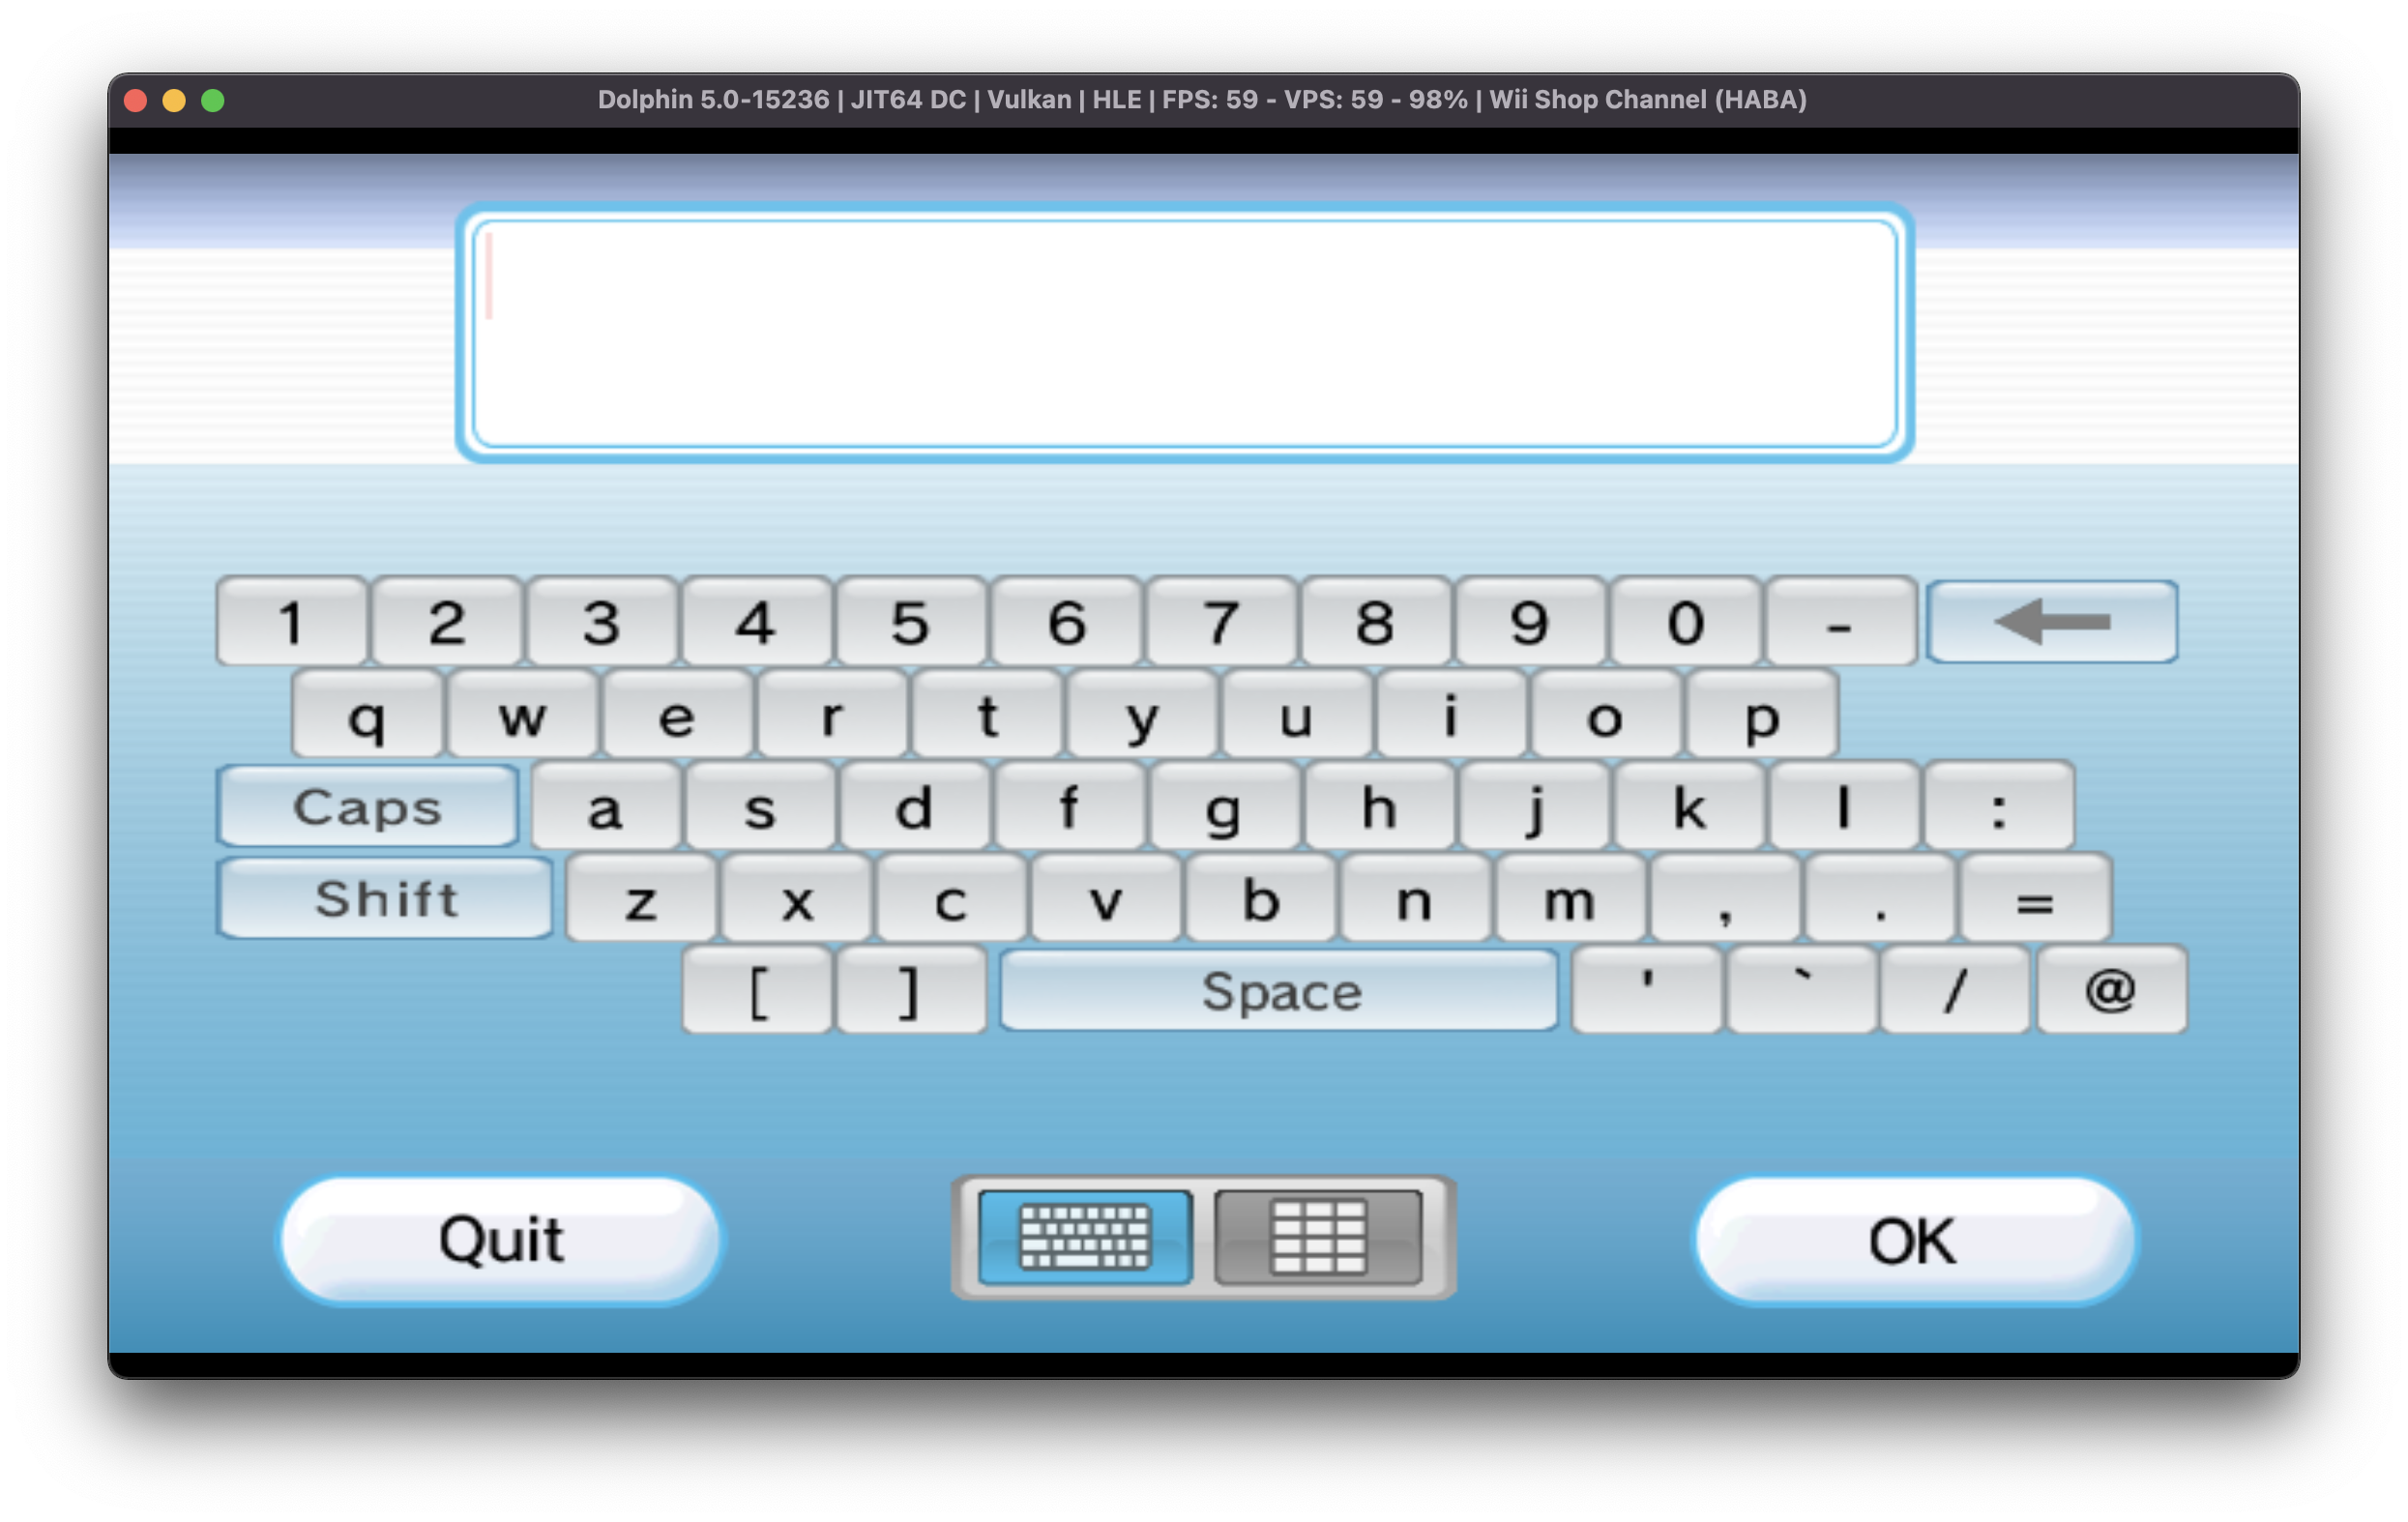 Dolphin 5.0-15236 | JIT64 DC | Vulkan | HLE | FPS: 59 - VPS: 59 - 98% | Wii Shop Channel (HABA)
1 2 3 4 5 6 7 8 9 0 -
q w e r t y u i o p
Caps a s d f g h j k l :
Shift z x c v b n m , . =
[ ] Space ' ` / @
Quit OK